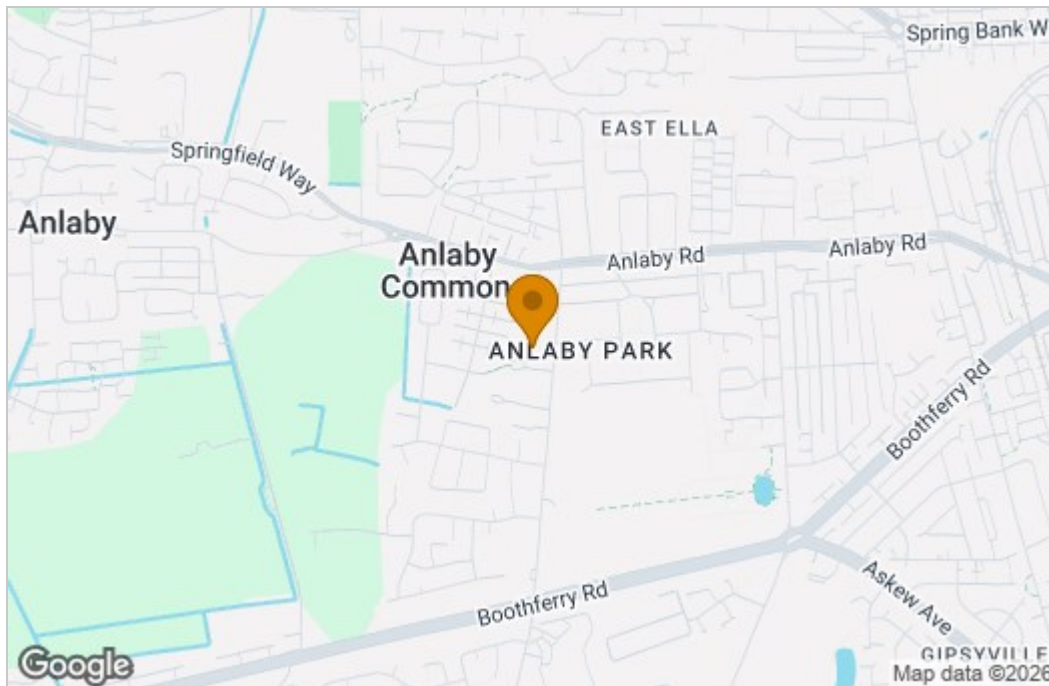 Spring Bank W
EAST ELLA
Springfield Way
Anlaby
Anlaby
Common
Anlaby Rd
Anlaby Rd
ANLABY PARK
Boothferry Rd
Boothferry Rd
Askew Ave
GIPSYVILLE
Google
Map data ©2026